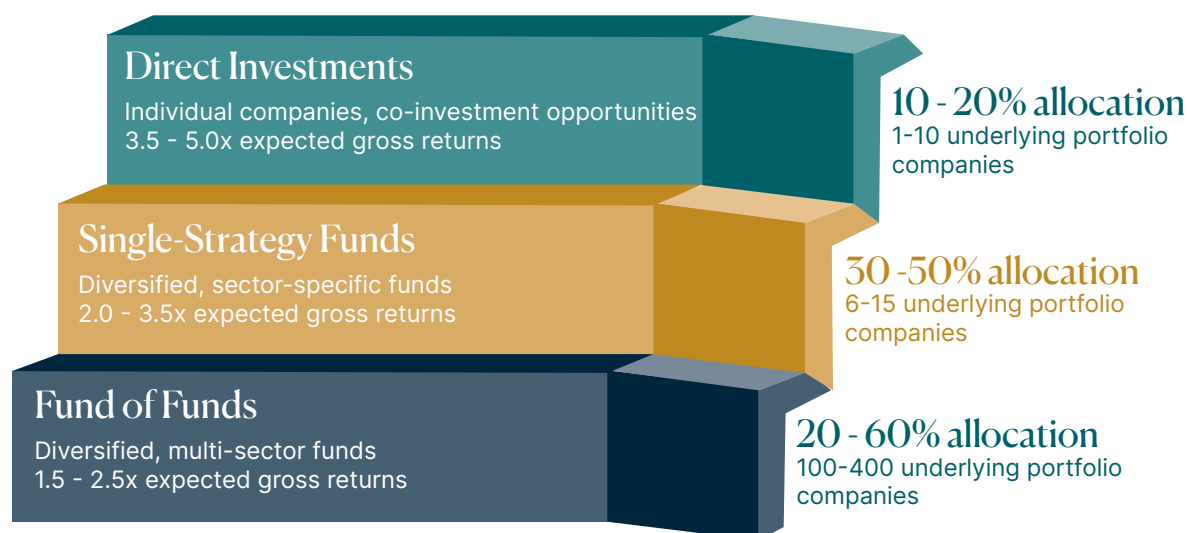 Direct Investments
Individual companies, co-investment opportunities
3.5 - 5.0x expected gross returns
10 - 20% allocation
1-10 underlying portfolio
companies
Single-Strategy Funds
Diversified, sector-specific funds
2.0 - 3.5x expected gross returns
30 -50% allocation
6-15 underlying portfolio
companies
Fund of Funds
Diversified, multi-sector funds
1.5 - 2.5x expected gross returns
20 - 60% allocation
100-400 underlying portfolio
companies